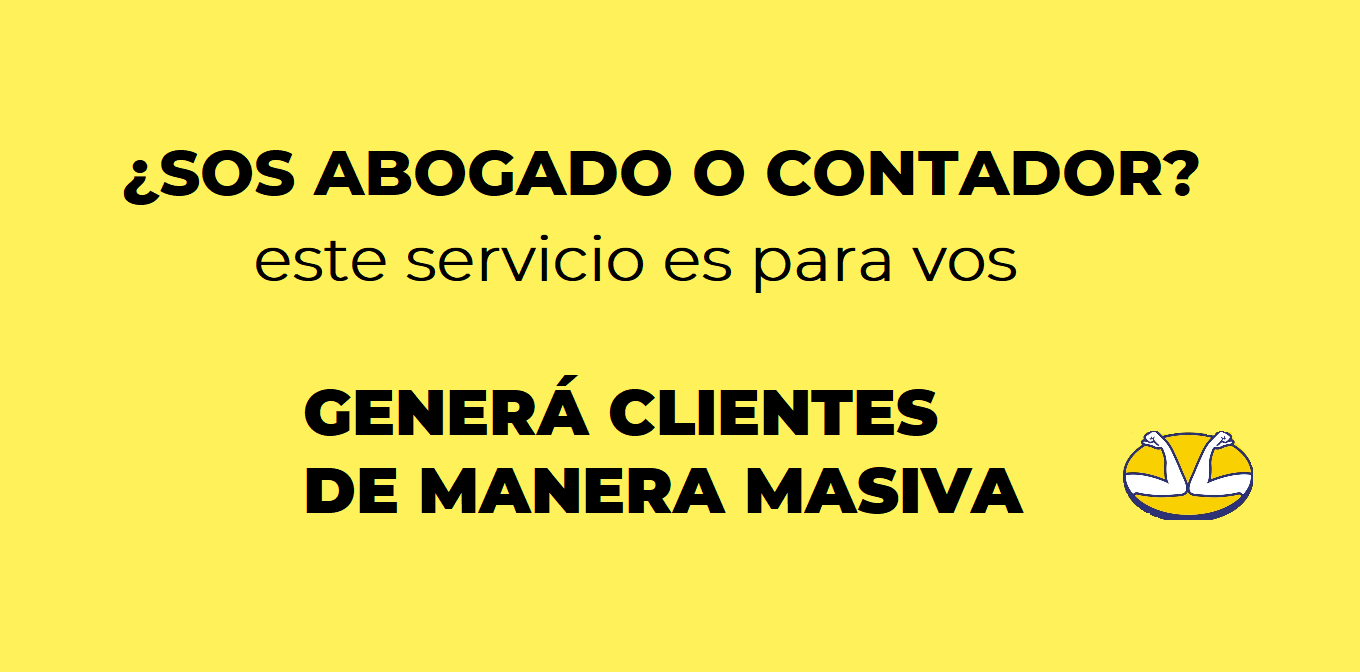 ¿SOS ABOGADO O CONTADOR?
este servicio es para vos
GENERÁ CLIENTES
DE MANERA MASIVA